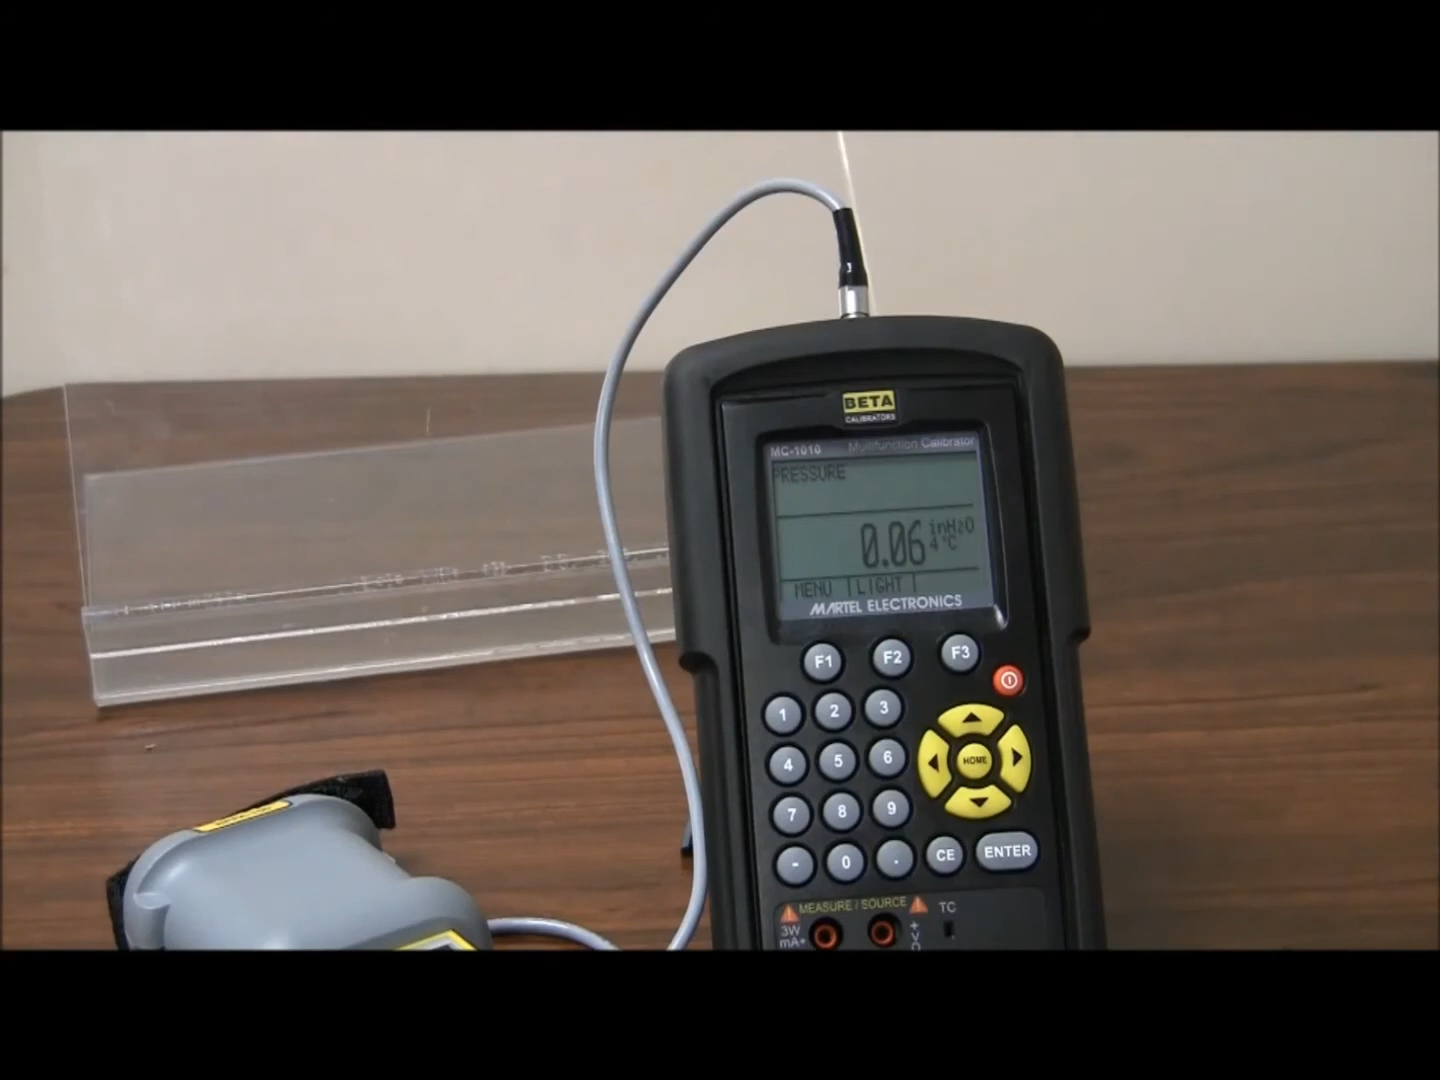 BETA
CALIBRATORS
MC-1010 Multifunction Calibrator
PRESSURE
0.06 inH2O
4°C
MENU | LIGHT |
MARTEL ELECTRONICS
F1 F2 F3
1 2 3
4 5 6
HOME
7 8 9
- 0 . CE ENTER
MEASURE / SOURCE TC
3W
mA+
+
V